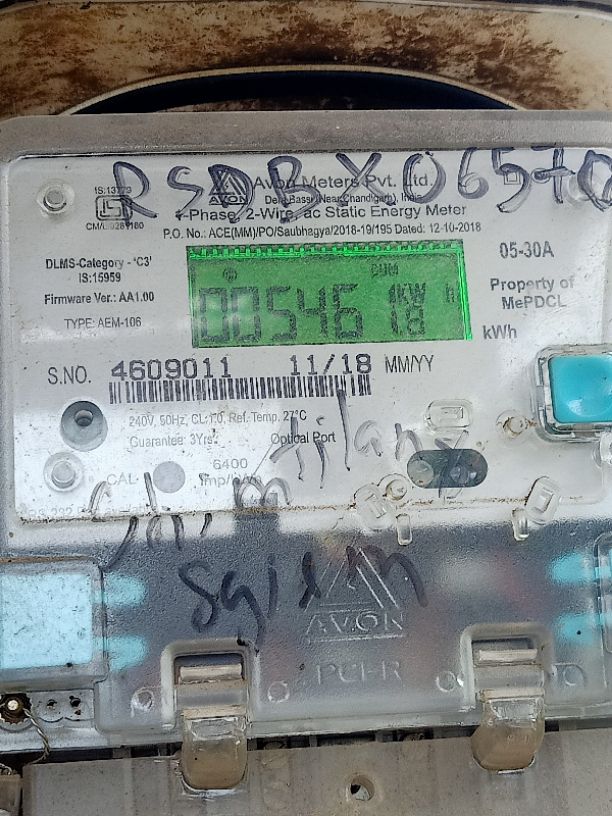 RSDBX06570
IS:13779
Avon Meters Pvt. Ltd.
AVON
Dera Bassi (Near Chandigarh), India
CM/L-9281180
1-Phase, 2-Wire, ac Static Energy Meter
P.O. No.: ACE(MM)/PO/Saubhagya/2018-19/195 Dated: 12-10-2018
DLMS-Category - 'C3'
IS:15959
Firmware Ver.: AA1.00
TYPE: AEM-106
CUM
kW h
05-30A
Property of
MePDCL
kWh
S.NO. 4609011 11/18 MM/YY
240V, 50Hz, CL:1.0, Ref. Temp. 27°C
Guarantee: 3Yrs.
Optical Port
CAL
6400
imp/kWh
AVON
PCI-R